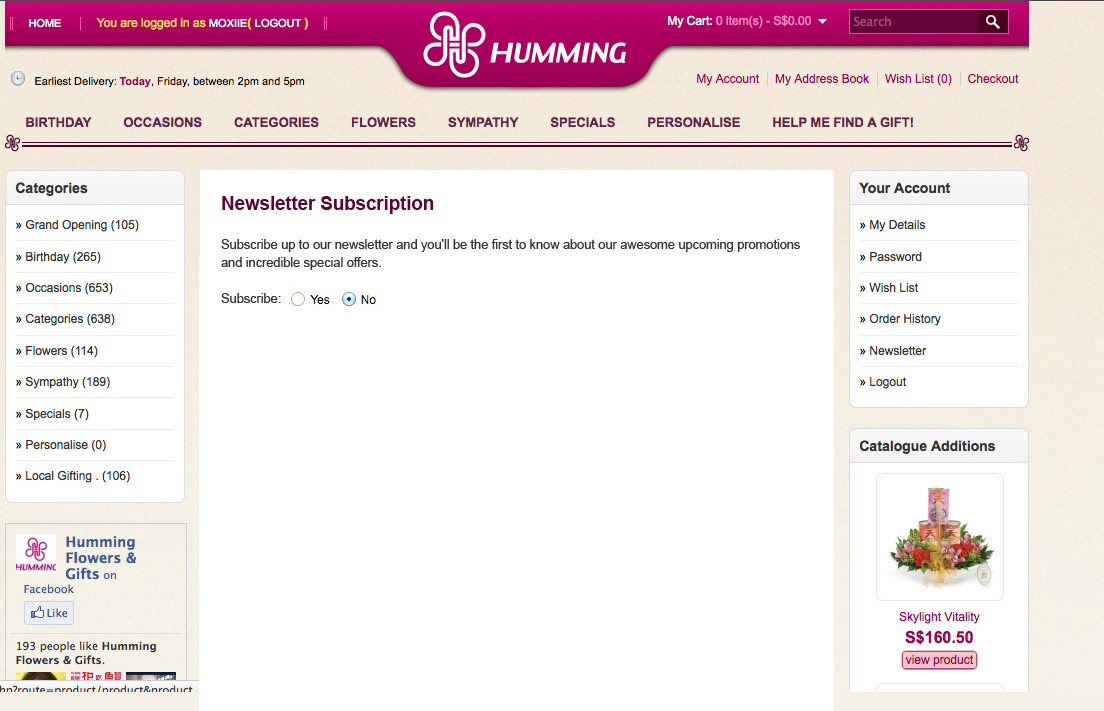 HOME
You are logged in as MOXIIE( LOGOUT )
My Cart: 0 item(s) - S$0.00
Search
HUMMING
Earliest Delivery: Today, Friday, between 2pm and 5pm
My Account
My Address Book
Wish List (0)
Checkout
BIRTHDAY
OCCASIONS
CATEGORIES
FLOWERS
SYMPATHY
SPECIALS
PERSONALISE
HELP ME FIND A GIFT!
Categories
» Grand Opening (105)
» Birthday (265)
» Occasions (653)
» Categories (638)
» Flowers (114)
» Sympathy (189)
» Specials (7)
» Personalise (0)
» Local Gifting . (106)
HUMMING
Humming
Flowers &
Gifts on
Facebook
Like
193 people like Humming
Flowers & Gifts.
hp?route=product/product&product
Newsletter Subscription
Subscribe up to our newsletter and you'll be the first to know about our awesome upcoming promotions
and incredible special offers.
Subscribe: Yes No
Your Account
» My Details
» Password
» Wish List
» Order History
» Newsletter
» Logout
Catalogue Additions
Skylight Vitality
S$160.50
view product